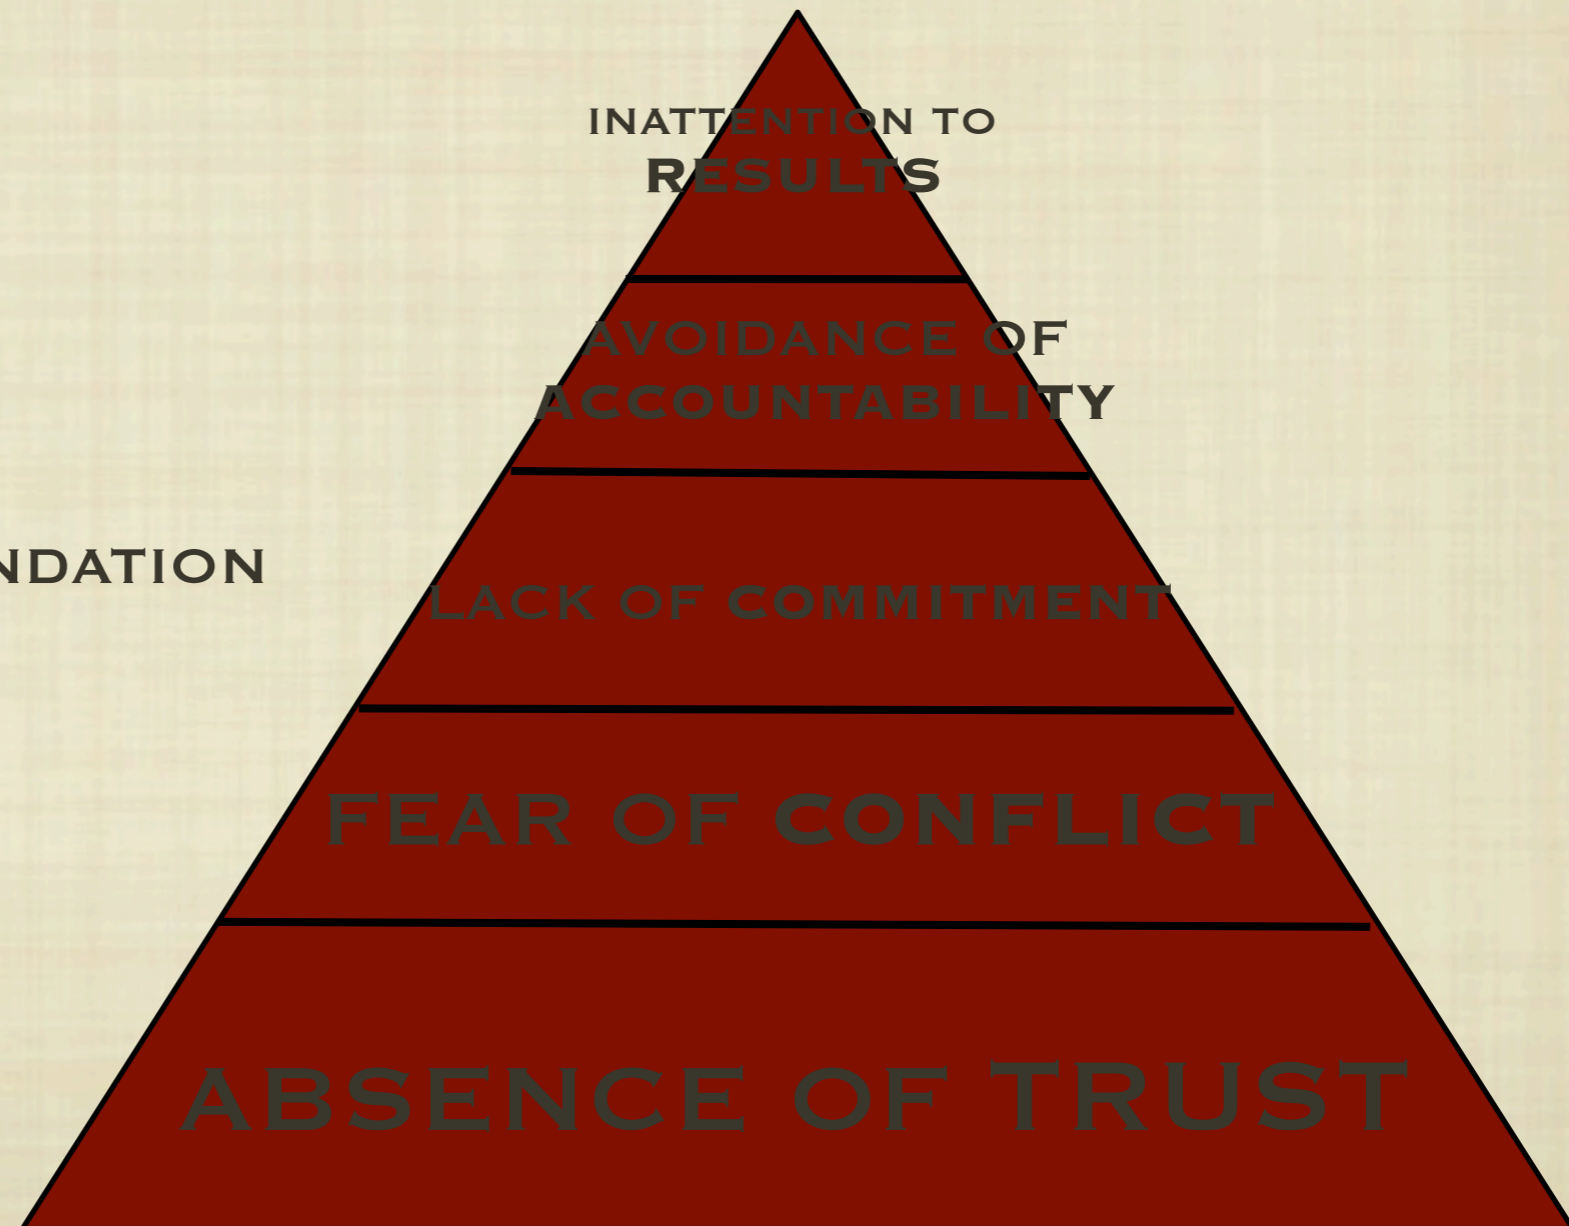 INATTENTION TO
RESULTS
AVOIDANCE OF
ACCOUNTABILITY
NDATION
LACK OF COMMITMENT
FEAR OF CONFLICT
ABSENCE OF TRUST